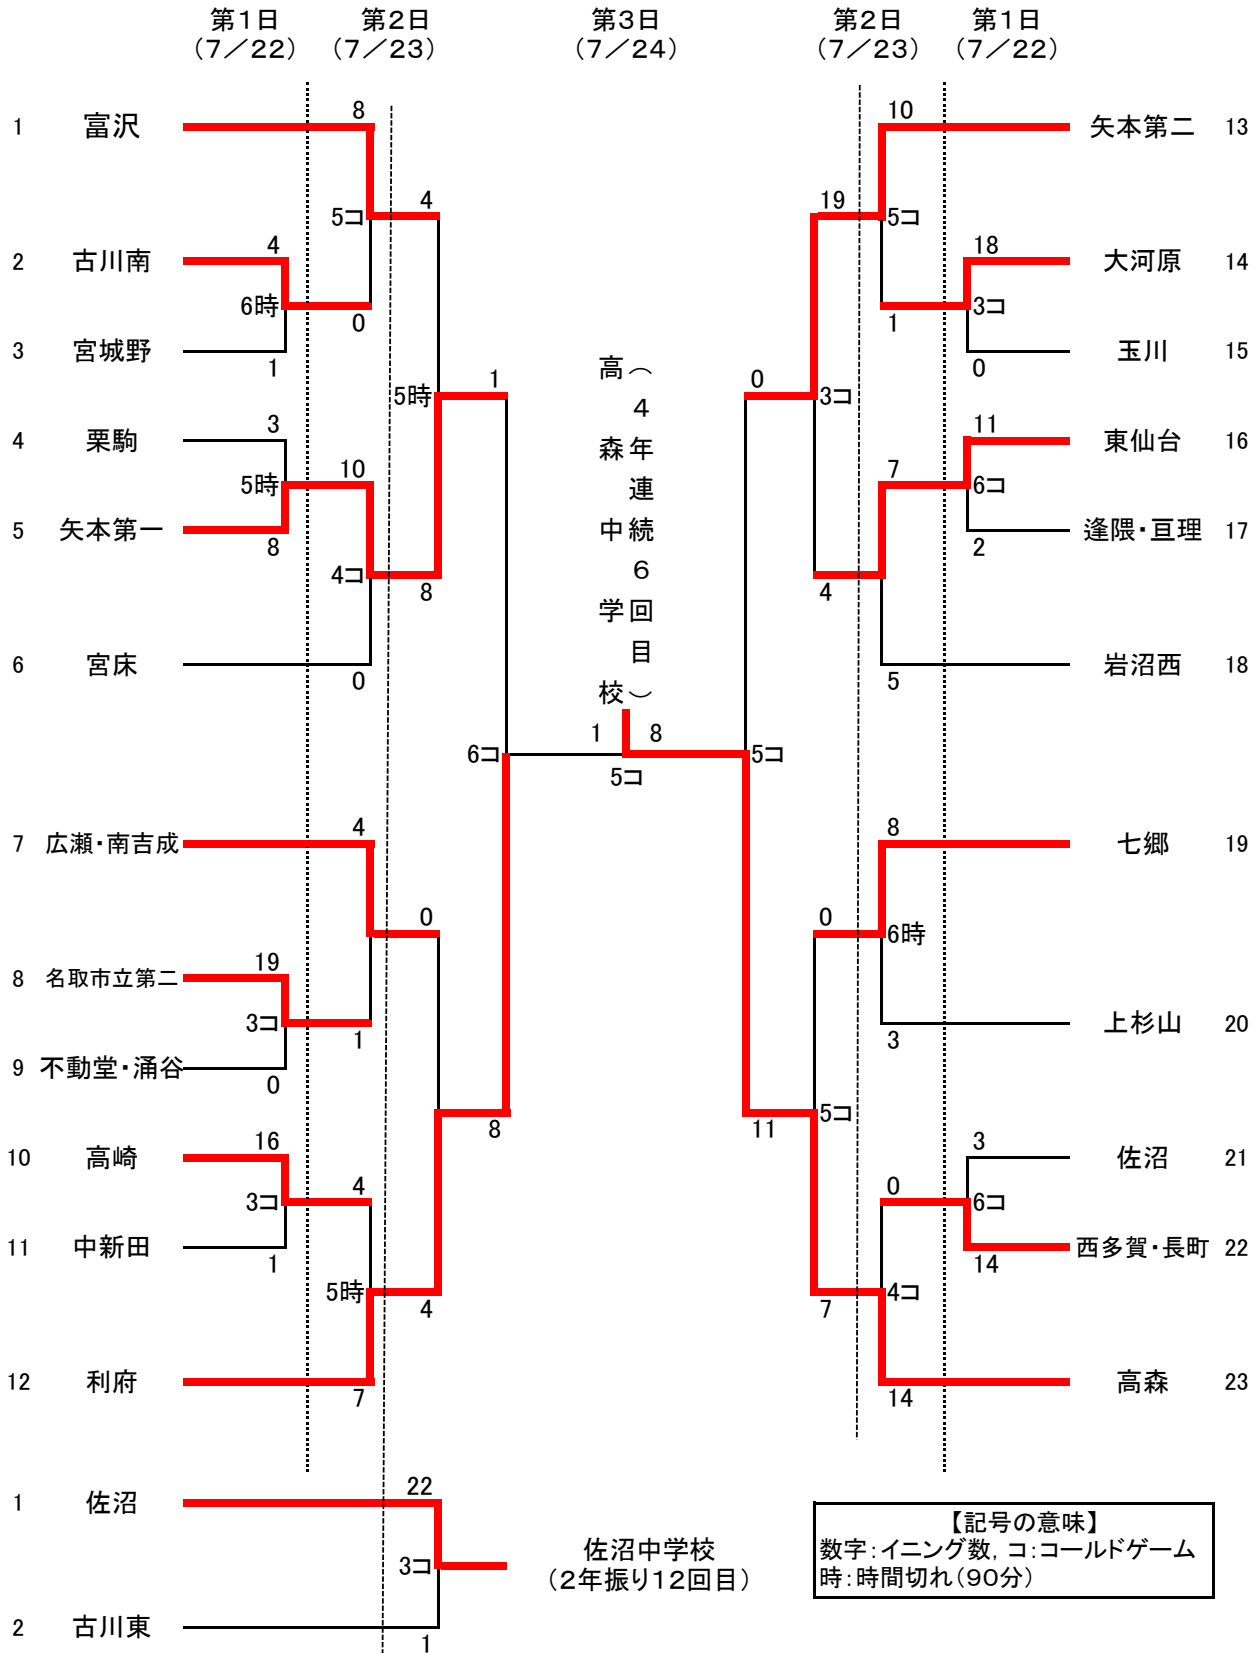 第1日 第2日 第3日 第2日 第1日
(7/22) (7/23) (7/24) (7/23) (7/22)
8 10
1 富沢 矢本第二 13
4 19
5コ 5コ
4 18
2 古川南 大河原 14
6時 3コ
0 1
3 宮城野 玉川 15
1 0
高森中学校
(4年連続6回目)
1 0
5時 3コ
3 11
4 栗駒 東仙台 16
10 7
5時 6コ
5 矢本第一 逢隈・亘理 17
8 2
4コ
8 4
6 宮床 岩沼西 18
0 5
1 8
6コ 5コ
5コ
4 8
7 広瀬・南吉成 七郷 19
0 0
6時
19
8 名取市立第二
3コ 上杉山 20
1 3
9 不動堂・涌谷
0
5コ
8 11
16 3
10 高崎 佐沼 21
4 0
3コ 6コ
11 中新田 西多賀・長町 22
1 14
5時 4コ
4 7
12 利府 高森 23
7 14
22
1 佐沼
3コ
佐沼中学校
(2年振り12回目)
2 古川東
1
【記号の意味】
数字:イニング数, コ:コールドゲーム
時:時間切れ(90分)